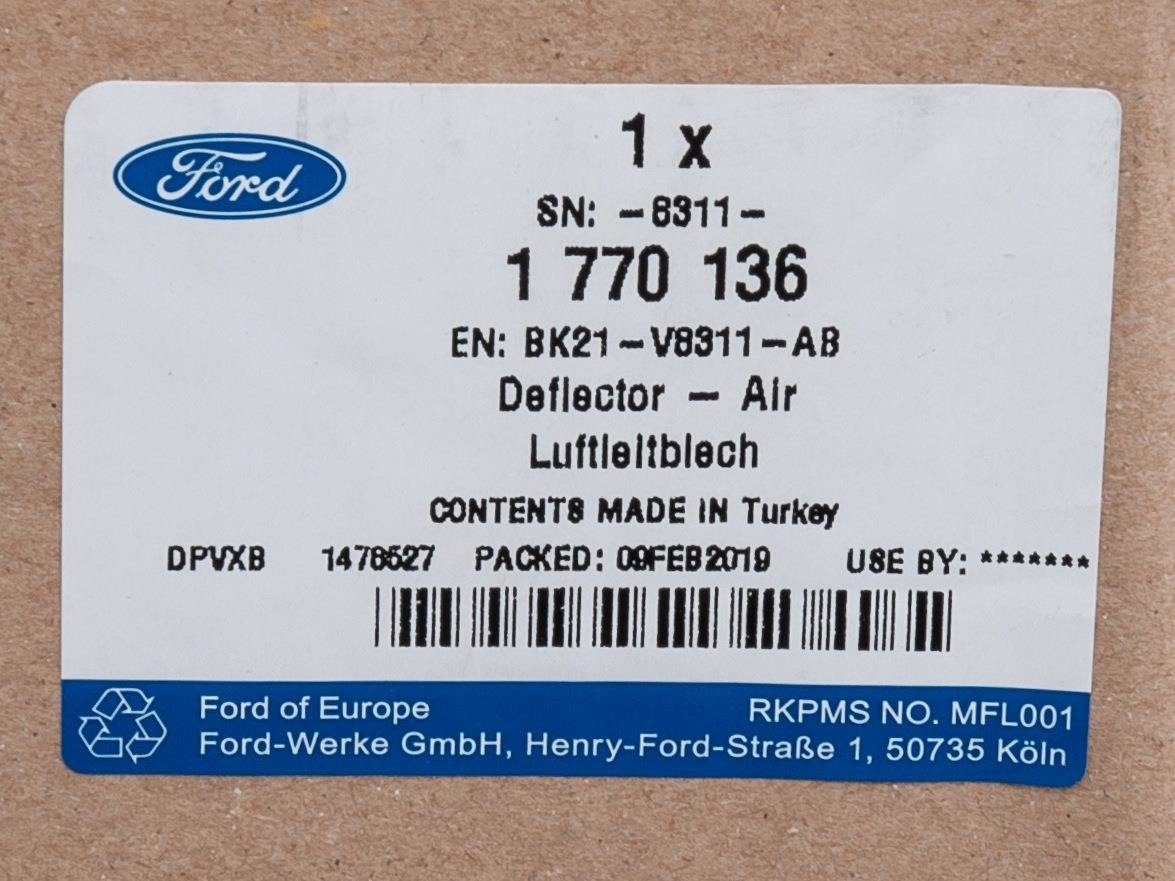 Ford
1 x
SN: -8311-
1 770 136
EN: BK21-V8311-AB
Deflector - Air
Luftleitblech
CONTENTS MADE IN Turkey
DPVXB 1478527 PACKED: 09FEB2019 USE BY: *******
Ford of Europe RKPMS NO. MFL001
Ford-Werke GmbH, Henry-Ford-Straße 1, 50735 Köln